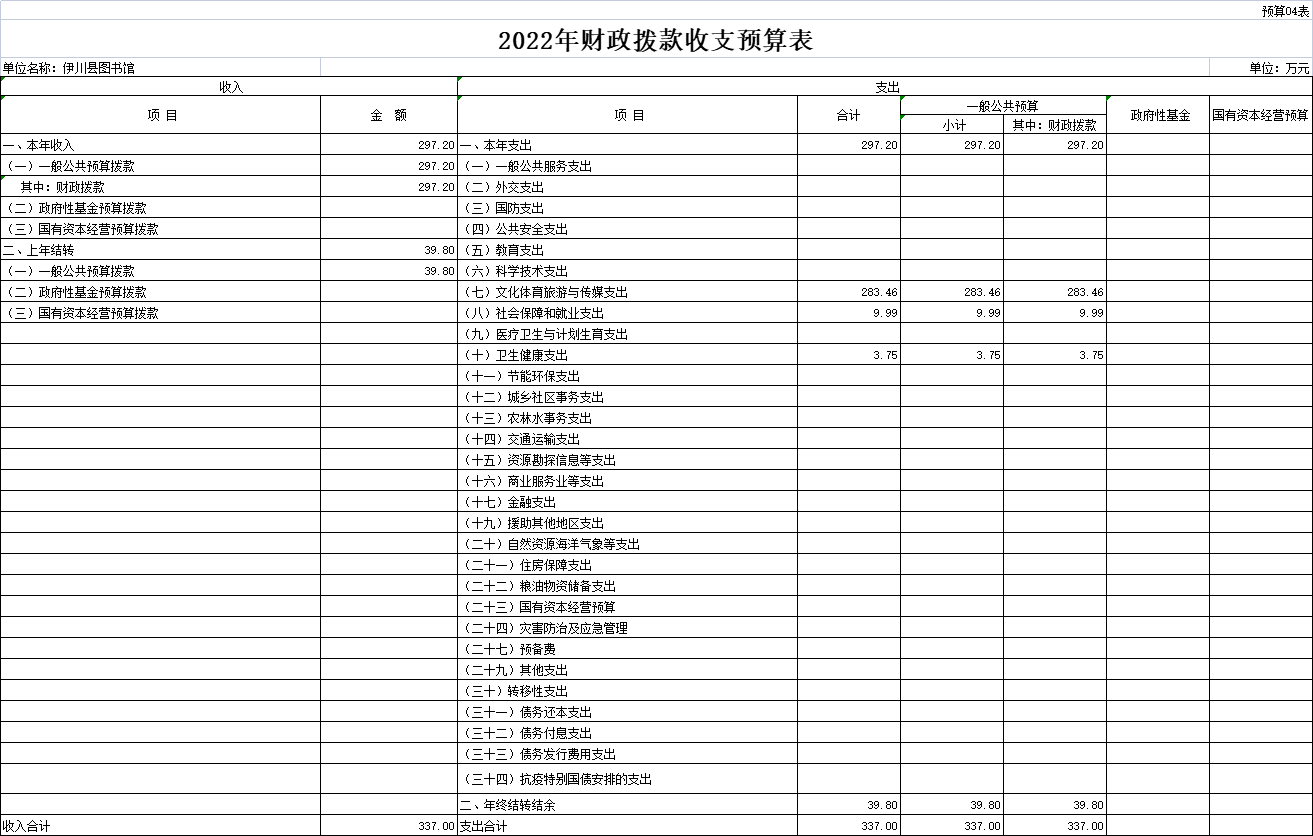 预算04表
2022年财政拨款收支预算表
单位名称：伊川县图书馆 单位：万元
收入 支出
项 目 金 额 项 目 合计 一般公共预算 政府性基金 国有资本经营预算
小计 其中：财政拨款
一、本年收入 297.20 一、本年支出 297.20 297.20 297.20
（一）一般公共预算拨款 297.20 （一）一般公共服务支出
其中：财政拨款 297.20 （二）外交支出
（二）政府性基金预算拨款 （三）国防支出
（三）国有资本经营预算拨款 （四）公共安全支出
二、上年结转 39.80 （五）教育支出
（一）一般公共预算拨款 39.80 （六）科学技术支出
（二）政府性基金预算拨款 （七）文化体育旅游与传媒支出 283.46 283.46 283.46
（三）国有资本经营预算拨款 （八）社会保障和就业支出 9.99 9.99 9.99
（九）医疗卫生与计划生育支出
（十）卫生健康支出 3.75 3.75 3.75
（十一）节能环保支出
（十二）城乡社区事务支出
（十三）农林水事务支出
（十四）交通运输支出
（十五）资源勘探信息等支出
（十六）商业服务业等支出
（十七）金融支出
（十九）援助其他地区支出
（二十）自然资源海洋气象等支出
（二十一）住房保障支出
（二十二）粮油物资储备支出
（二十三）国有资本经营预算
（二十四）灾害防治及应急管理
（二十七）预备费
（二十九）其他支出
（三十）转移性支出
（三十一）债务还本支出
（三十二）债务付息支出
（三十三）债务发行费用支出
（三十四）抗疫特别国债安排的支出
二、年终结转结余 39.80 39.80 39.80
收入合计 337.00 支出合计 337.00 337.00 337.00